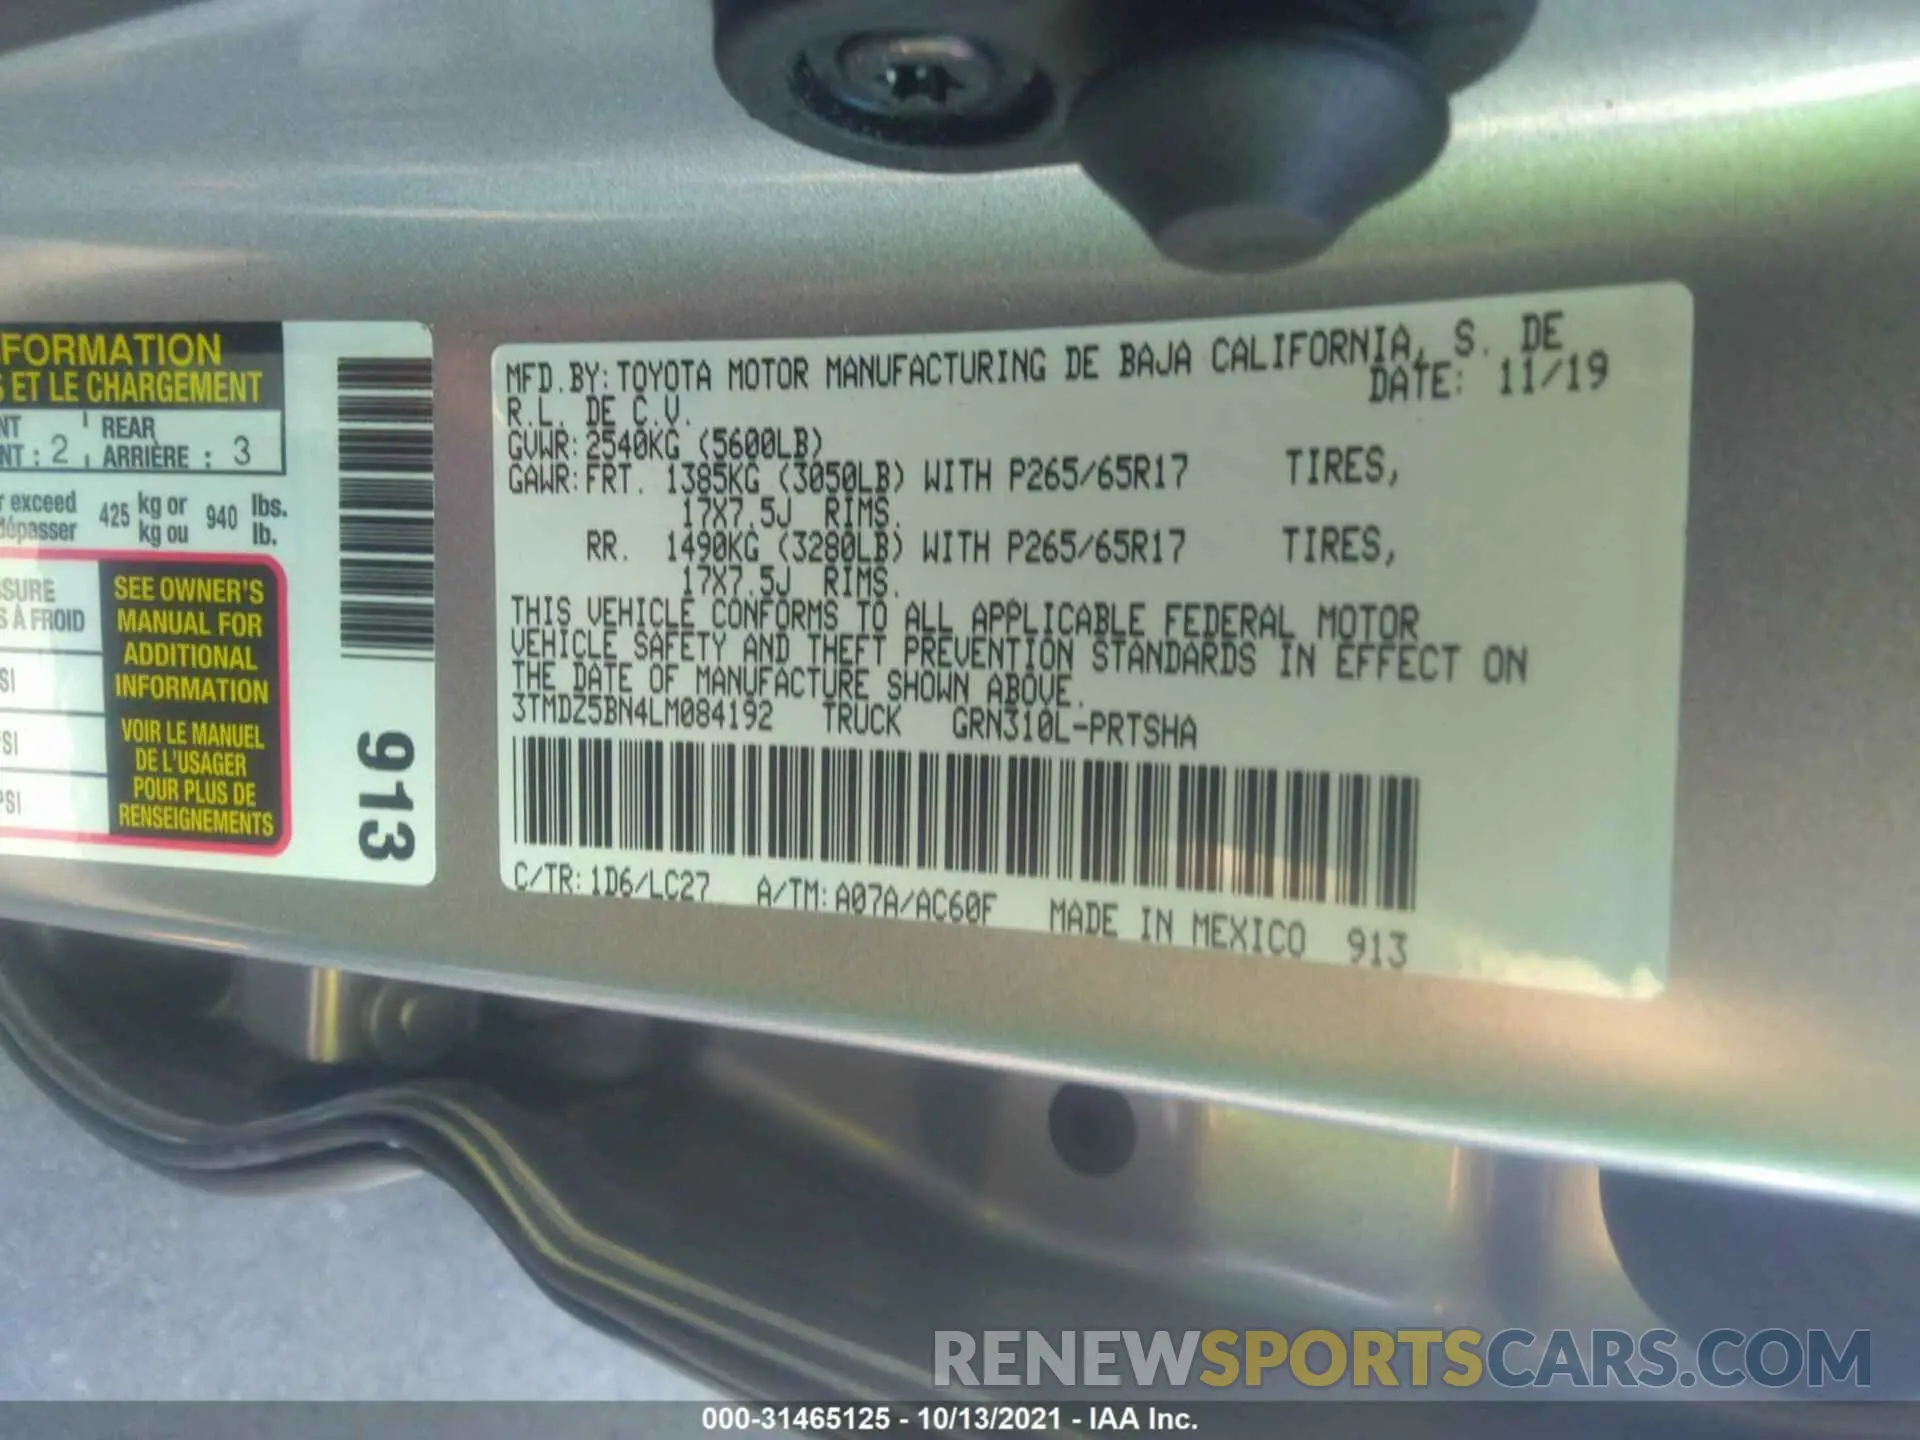 FORMATION
S ET LE CHARGEMENT
NT
NT : 2
REAR
ARRIÈRE : 3
r exceed
dépasser
425 kg or
kg ou
940 lbs.
lb.
SSURE
S À FROID
SI
PSI
PSI
SEE OWNER'S
MANUAL FOR
ADDITIONAL
INFORMATION
VOIR LE MANUEL
DE L'USAGER
POUR PLUS DE
RENSEIGNEMENTS
913
MFD.BY:TOYOTA MOTOR MANUFACTURING DE BAJA CALIFORNIA, S. DE
R.L. DE C.V.
DATE: 11/19
GVWR:2540KG (5600LB)
GAWR:FRT. 1385KG (3050LB) WITH P265/65R17 TIRES,
17X7.5J RIMS.
RR. 1490KG (3280LB) WITH P265/65R17 TIRES,
17X7.5J RIMS.
THIS VEHICLE CONFORMS TO ALL APPLICABLE FEDERAL MOTOR
VEHICLE SAFETY AND THEFT PREVENTION STANDARDS IN EFFECT ON
THE DATE OF MANUFACTURE SHOWN ABOVE.
3TMDZ5BN4LM084192 TRUCK GRN310L-PRTSHA
C/TR:1D6/LC27 A/TM:A07A/AC60F MADE IN MEXICO 913
RENEWSPORTSCARS.COM
000-31465125 - 10/13/2021 - IAA Inc.